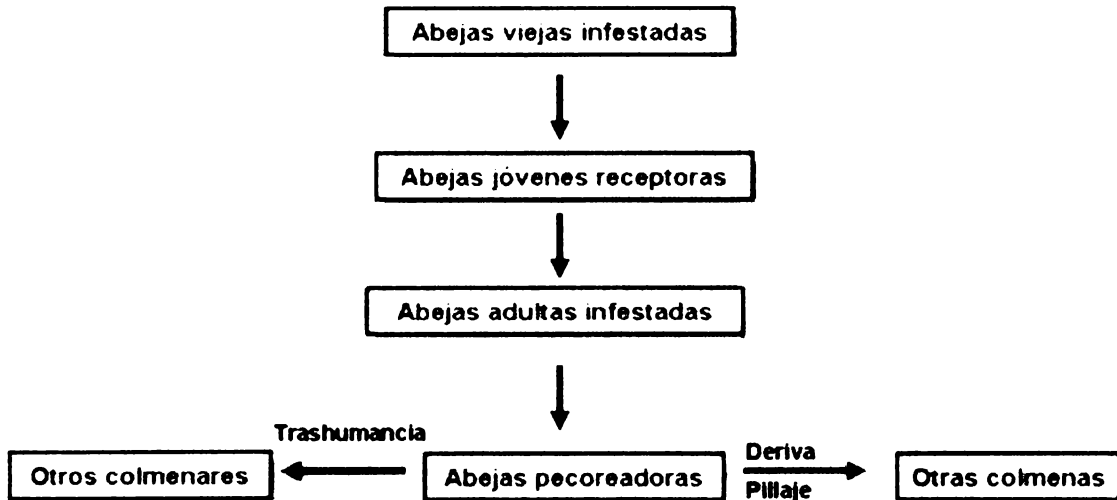 Abejas viejas infestadas
Abejas jóvenes receptoras
Abejas adultas infestadas
Trashumancia
Deriva
Otros colmenares
Abejas pecoreadoras
Otras colmenas
Pillaje